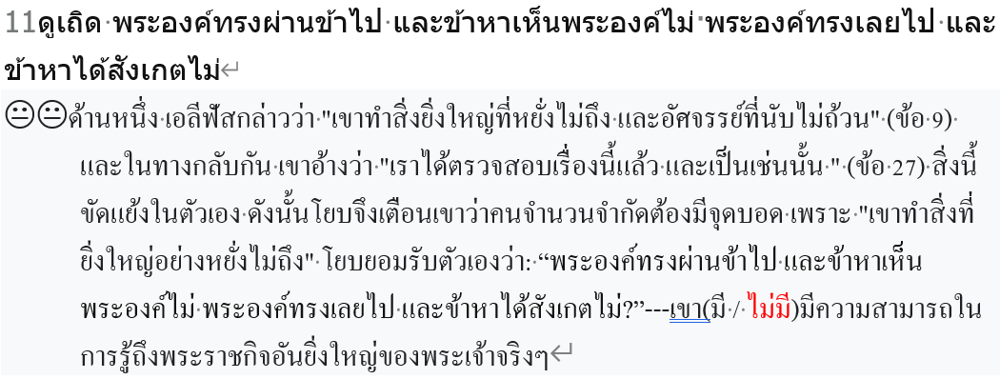 11ดูเถิด พระองค์ทรงผ่านข้าไป และข้าหาเห็นพระองค์ไม่ พระองค์ทรงเลยไป และ
ข้าหาได้สังเกตไม่↵
😐😐ด้านหนึ่ง เอลีฟัสกล่าวว่า "เขาทำสิ่งยิ่งใหญ่ที่หยั่งไม่ถึง และอัศจรรย์ที่นับไม่ถ้วน" (ข้อ 9)
และในทางกลับกัน เขาอ้างว่า "เราได้ตรวจสอบเรื่องนี้แล้ว และเป็นเช่นนั้น " (ข้อ 27) สิ่งนี้
ขัดแย้งในตัวเอง ดังนั้นโยบจึงเตือนเขาว่าคนจำนวนจำกัดต้องมีจุดบอด เพราะ "เขาทำสิ่งที่
ยิ่งใหญ่อย่างหยั่งไม่ถึง" โยบยอมรับตัวเองว่า: “พระองค์ทรงผ่านข้าไป และข้าหาเห็น
พระองค์ไม่ พระองค์ทรงเลยไป และข้าหาได้สังเกตไม่?”---เขา(มี / ไม่มี)มีความสามารถใน
การรู้ถึงพระราชกิจอันยิ่งใหญ่ของพระเจ้าจริงๆ↵